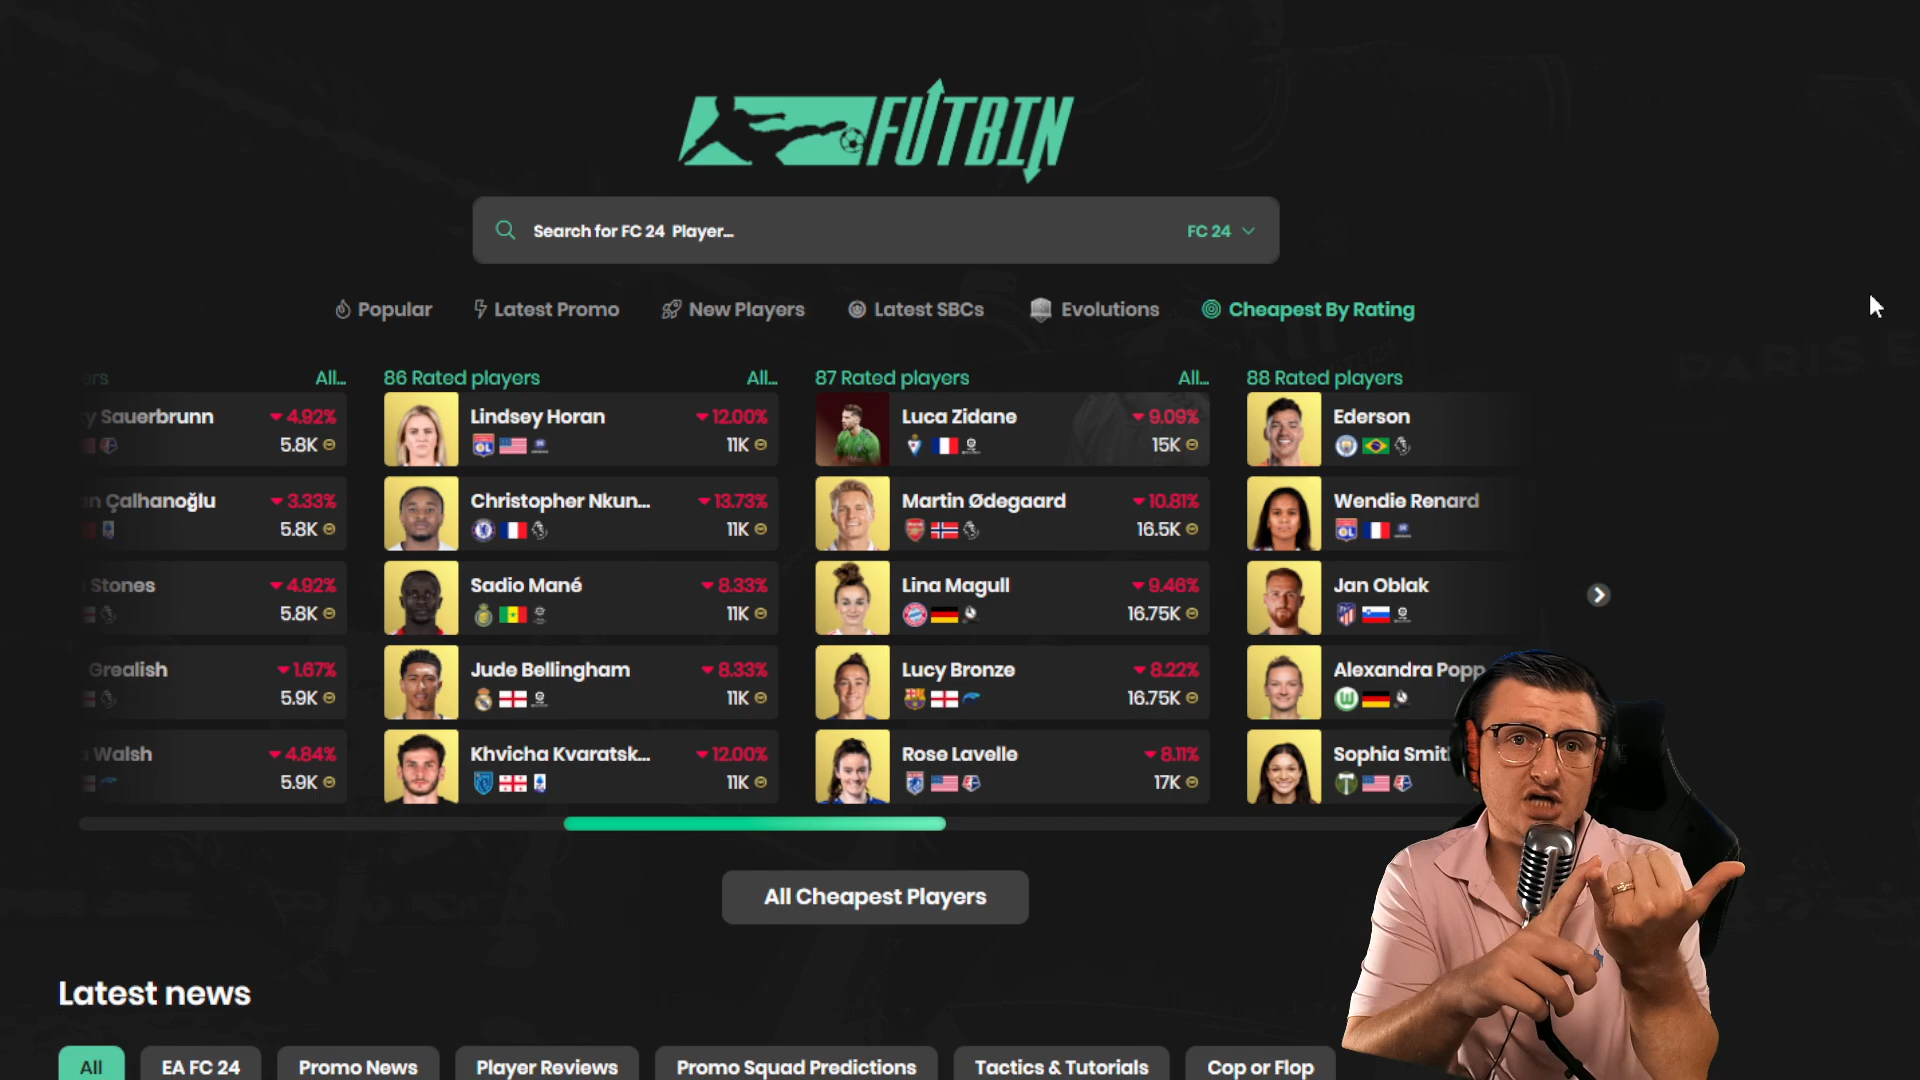 FUTBIN
Search for FC 24 Player...
FC 24
Popular
Latest Promo
New Players
Latest SBCs
Evolutions
Cheapest By Rating
All...
86 Rated players
All...
87 Rated players
All...
88 Rated players
Sauerbrunn
4.92%
5.8K
Lindsey Horan
12.00%
11K
Luca Zidane
9.09%
15K
Ederson
Çalhanoğlu
3.33%
5.8K
Christopher Nkun...
13.73%
11K
Martin Ødegaard
10.81%
16.5K
Wendie Renard
Stones
4.92%
5.8K
Sadio Mané
8.33%
11K
Lina Magull
9.46%
16.75K
Jan Oblak
Grealish
1.67%
5.9K
Jude Bellingham
8.33%
11K
Lucy Bronze
8.22%
16.75K
Alexandra Popp
Walsh
4.84%
5.9K
Khvicha Kvaratsk...
12.00%
11K
Rose Lavelle
8.11%
17K
Sophia Smit
All Cheapest Players
Latest news
All
EA FC 24
Promo News
Player Reviews
Promo Squad Predictions
Tactics & Tutorials
Cop or Flop